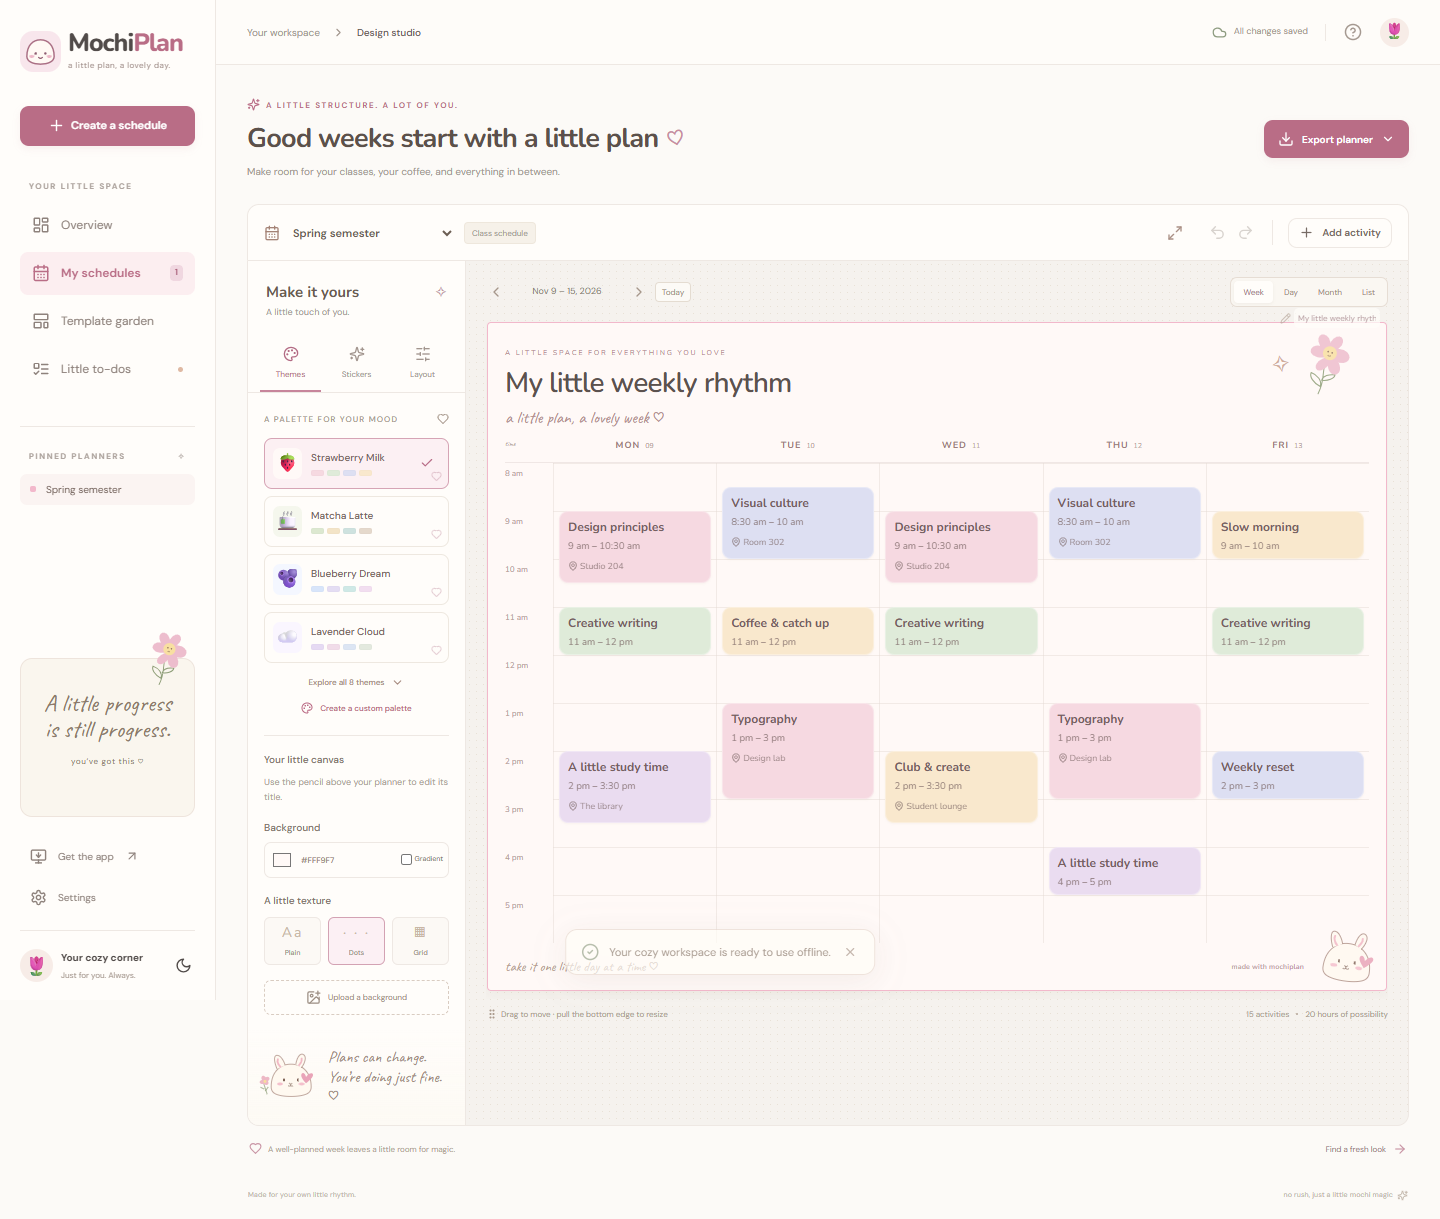 MochiPlan
a little plan, a lovely day.
Create a schedule
YOUR LITTLE SPACE
Overview
My schedules 1
Template garden
Little to-dos
PINNED PLANNERS
Spring semester
A little progress
is still progress.
you've got this ♡
Get the app
Settings
Your cozy corner
Just for you. Always.
Your workspace > Design studio
All changes saved
A LITTLE STRUCTURE. A LOT OF YOU.
Good weeks start with a little plan
Make room for your classes, your coffee, and everything in between.
Export planner
Spring semester
Class schedule
Add activity
Make it yours
A little touch of you.
Themes Stickers Layout
A PALETTE FOR YOUR MOOD
Strawberry Milk
Matcha Latte
Blueberry Dream
Lavender Cloud
Explore all 8 themes
Create a custom palette
Your little canvas
Use the pencil above your planner to edit its
title.
Background
#FFF9F7 Gradient
A little texture
Aa
Plain Dots Grid
Upload a background
Plans can change.
You're doing just fine.
♡
Nov 9 – 15, 2026 Today
Week Day Month List
My little weekly rhyth
A LITTLE SPACE FOR EVERYTHING YOU LOVE
My little weekly rhythm
a little plan, a lovely week ♡
MON 09 TUE 10 WED 11 THU 12 FRI 13
8 am
9 am
10 am
11 am
12 pm
1 pm
2 pm
3 pm
4 pm
5 pm
Design principles
9 am – 10:30 am
Studio 204
Creative writing
11 am – 12 pm
A little study time
2 pm – 3:30 pm
The library
Visual culture
8:30 am – 10 am
Room 302
Coffee & catch up
11 am – 12 pm
Typography
1 pm – 3 pm
Design lab
Design principles
9 am – 10:30 am
Studio 204
Creative writing
11 am – 12 pm
Club & create
2 pm – 3:30 pm
Student lounge
Visual culture
8:30 am – 10 am
Room 302
Typography
1 pm – 3 pm
Design lab
A little study time
4 pm – 5 pm
Slow morning
9 am – 10 am
Creative writing
11 am – 12 pm
Weekly reset
2 pm – 3 pm
Your cozy workspace is ready to use offline.
take it one little day at a time ♡
made with mochiplan
Drag to move · pull the bottom edge to resize
15 activities • 20 hours of possibility
A well-planned week leaves a little room for magic.
Find a fresh look
Made for your own little rhythm.
no rush, just a little mochi magic